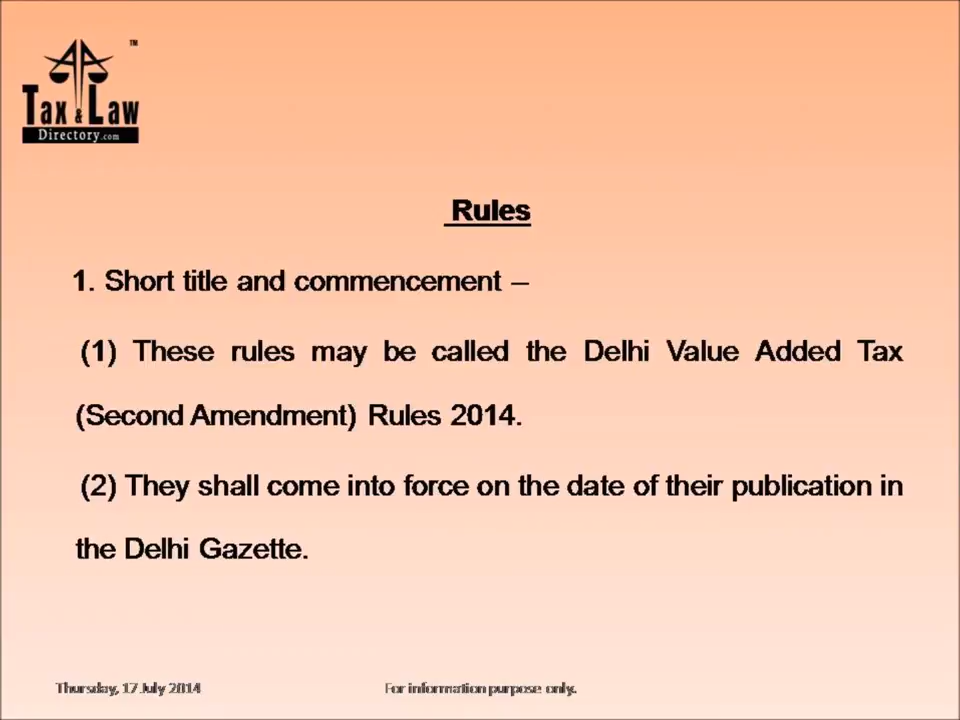 TM
Tax & Law
Directory.com
Rules
1. Short title and commencement –
(1) These rules may be called the Delhi Value Added Tax
(Second Amendment) Rules 2014.
(2) They shall come into force on the date of their publication in
the Delhi Gazette.
Thursday, 17 July 2014 For information purpose only.